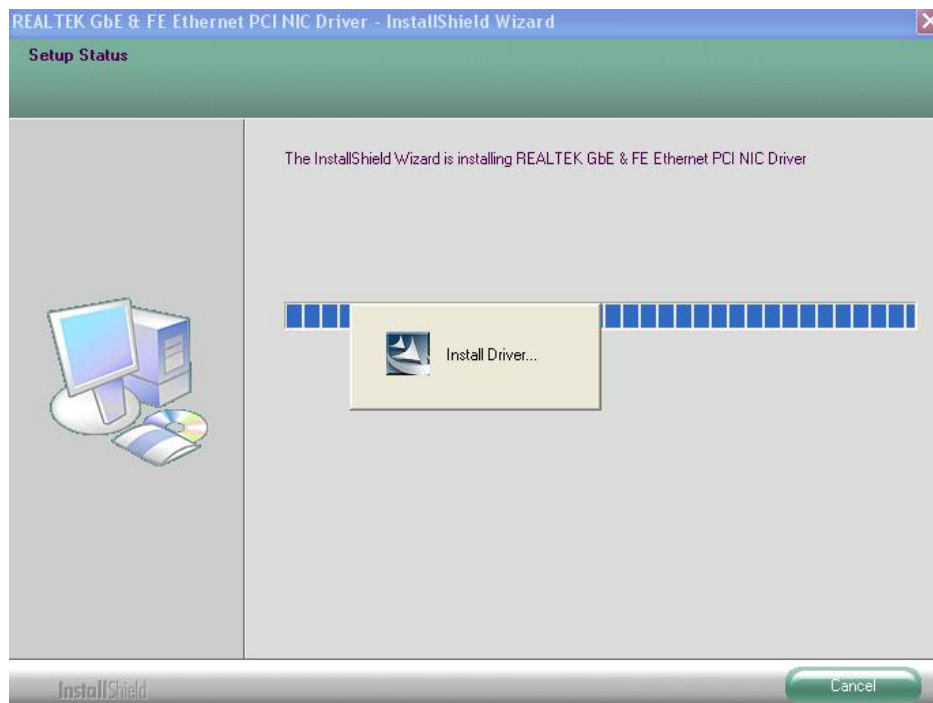 REALTEK GbE & FE Ethernet PCI NIC Driver - InstallShield Wizard
Setup Status
The InstallShield Wizard is installing REALTEK GbE & FE Ethernet PCI NIC Driver
Install Driver...
InstallShield
Cancel